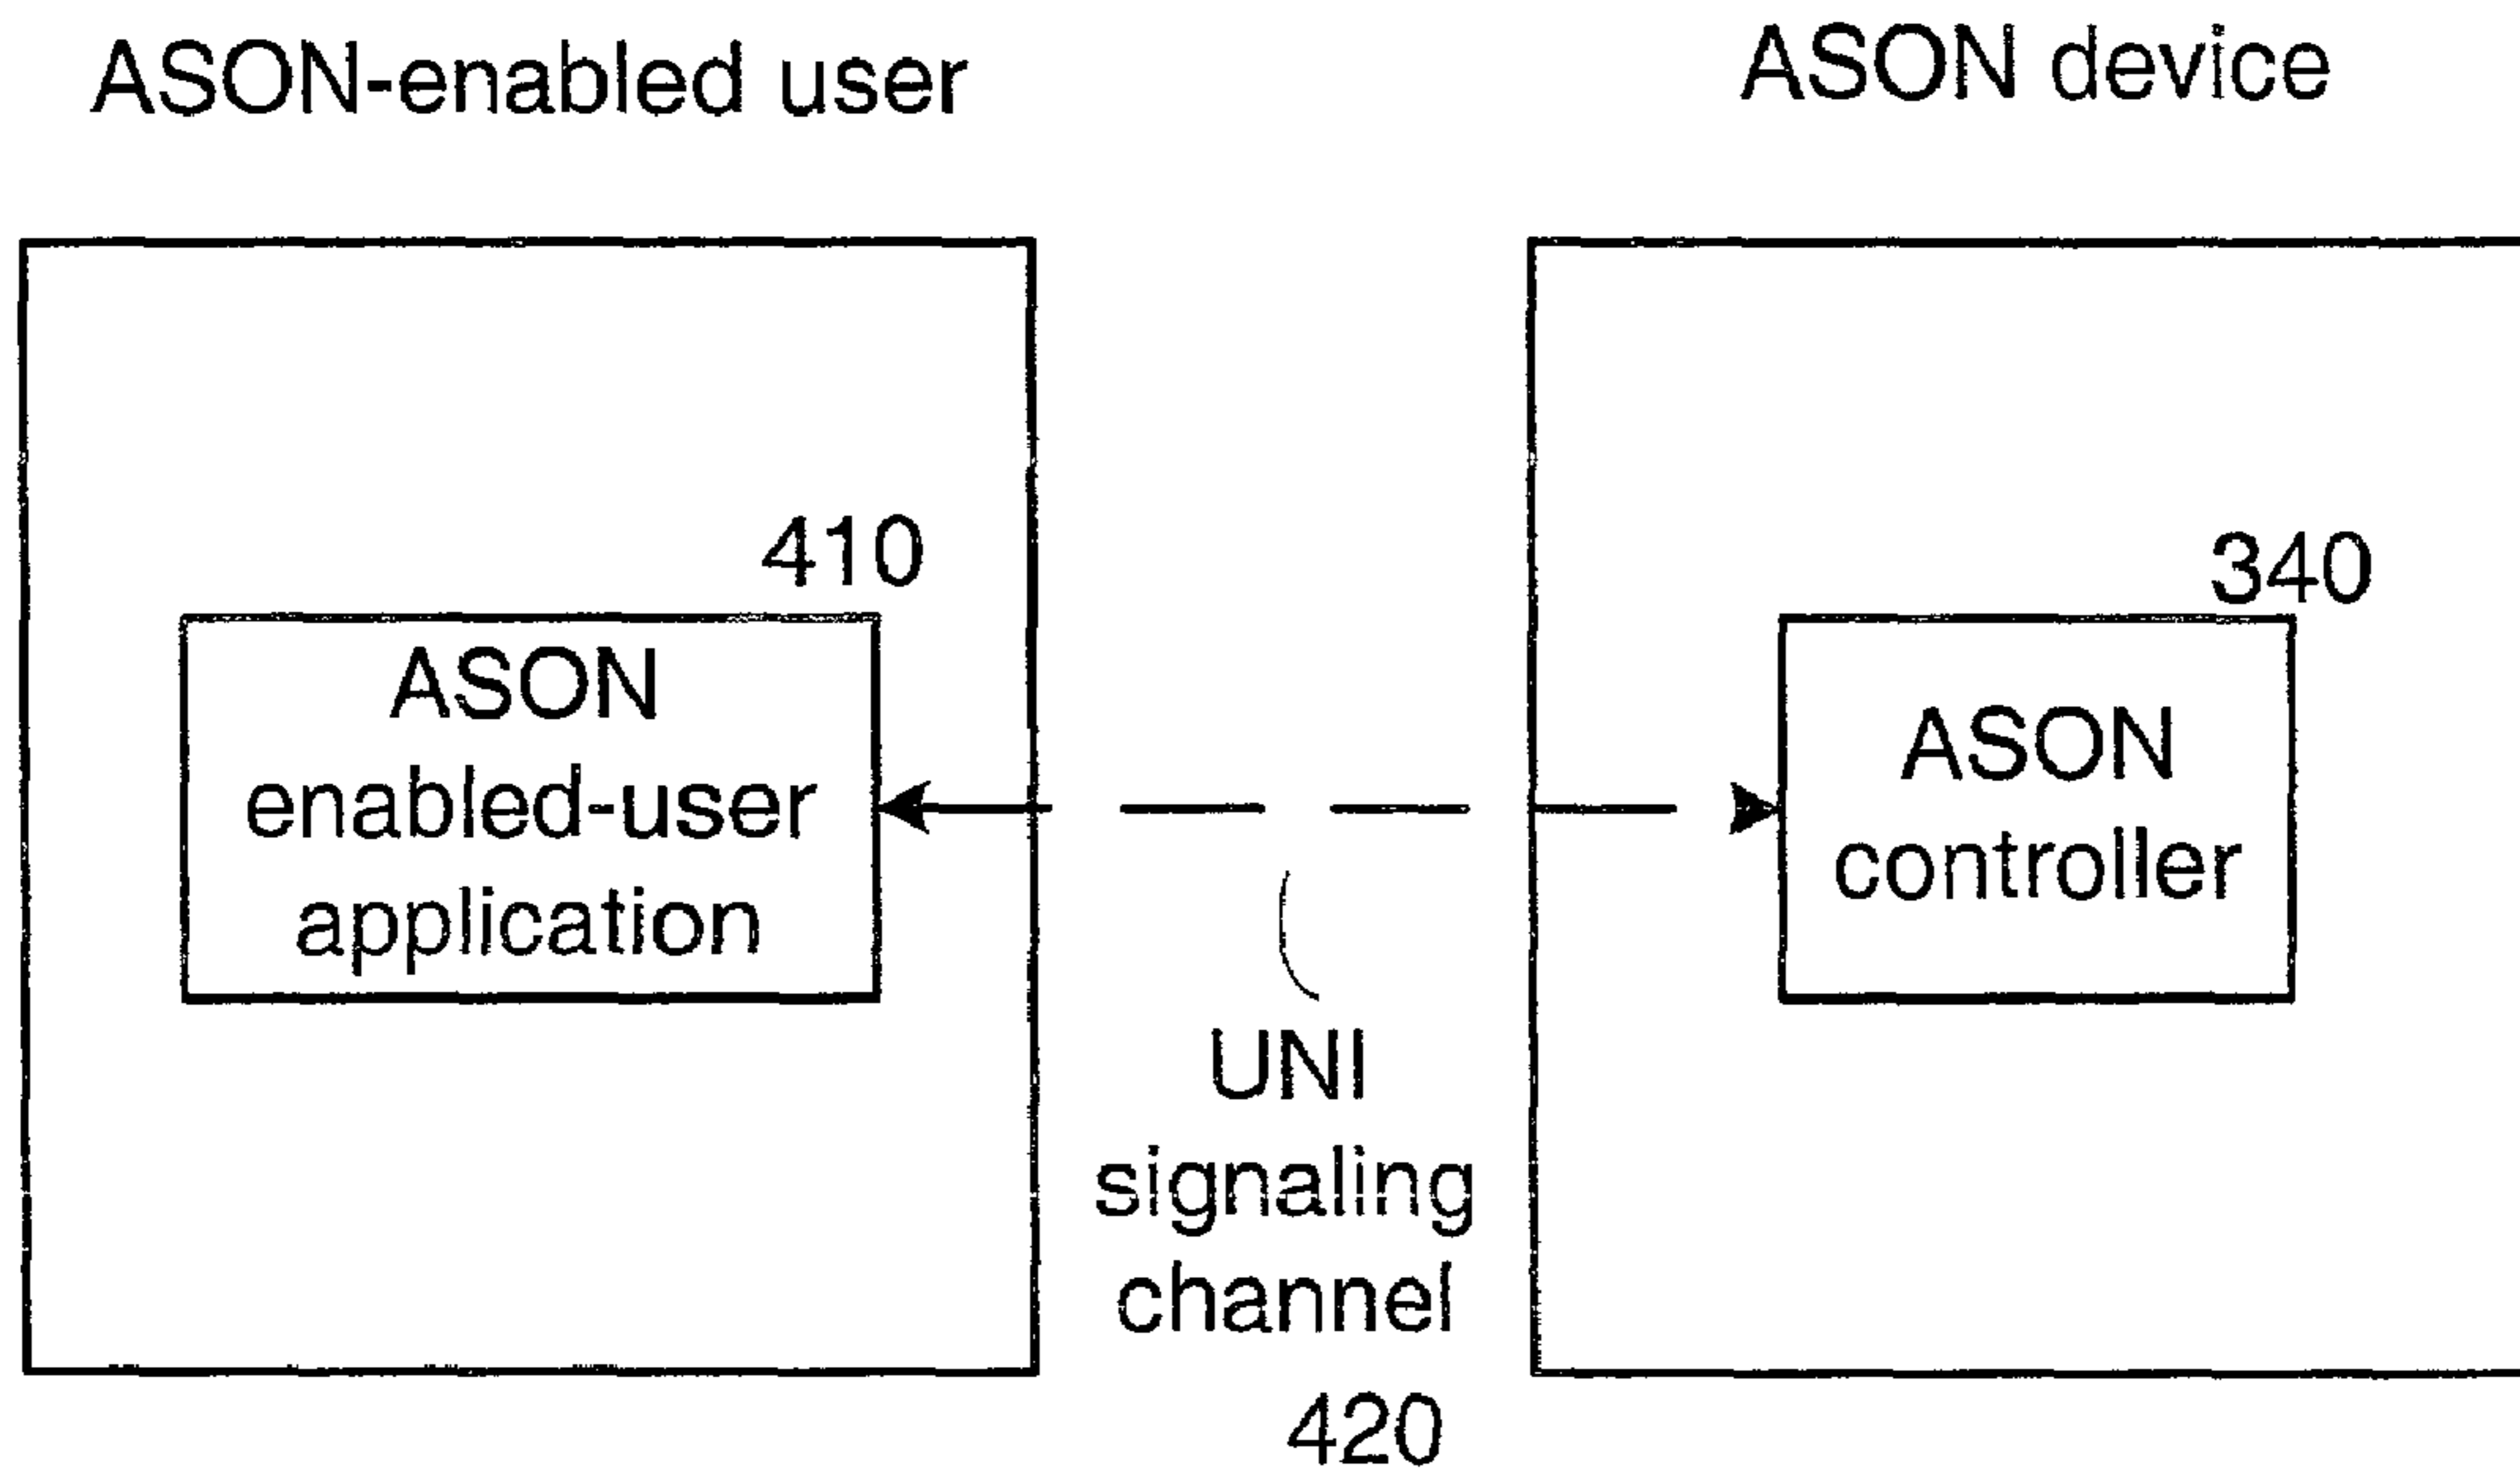 ASON-enabled user
ASON device
410
ASON
enabled-user
application
340
ASON
controller
UNI
signaling
channel
420